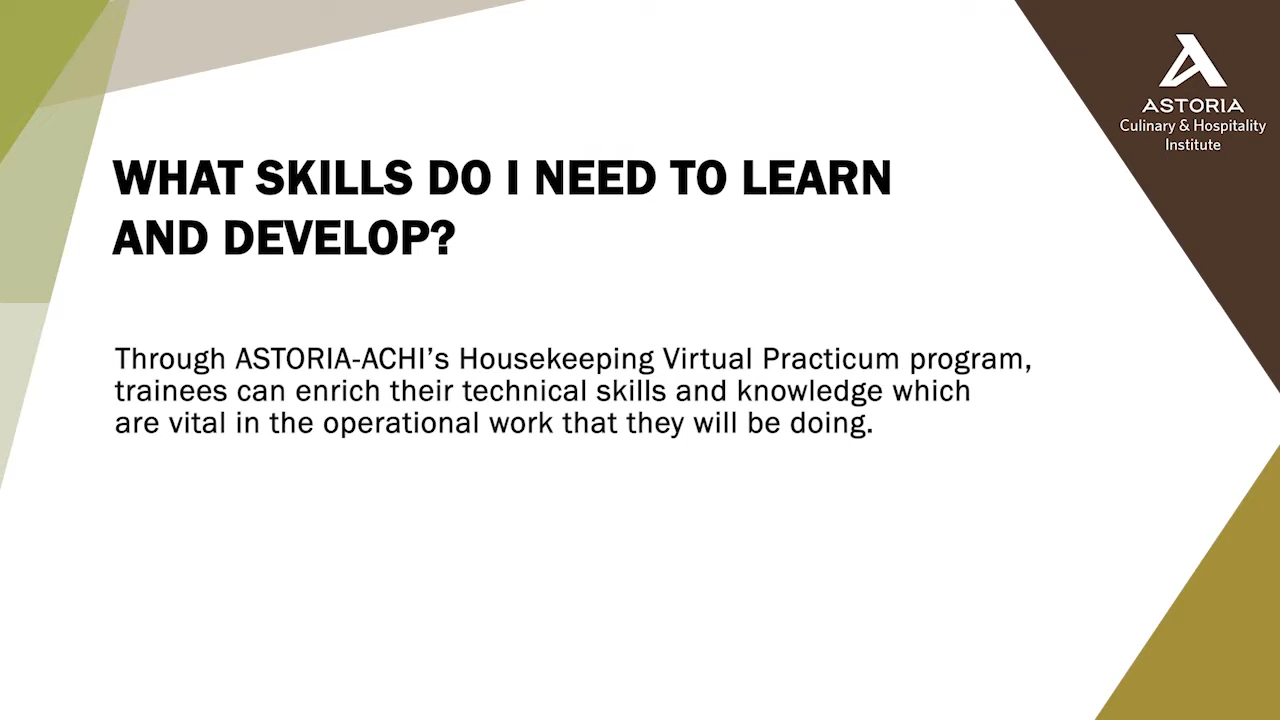 ASTORIA
Culinary & Hospitality
Institute
WHAT SKILLS DO I NEED TO LEARN
AND DEVELOP?
Through ASTORIA-ACHI’s Housekeeping Virtual Practicum program,
trainees can enrich their technical skills and knowledge which
are vital in the operational work that they will be doing.